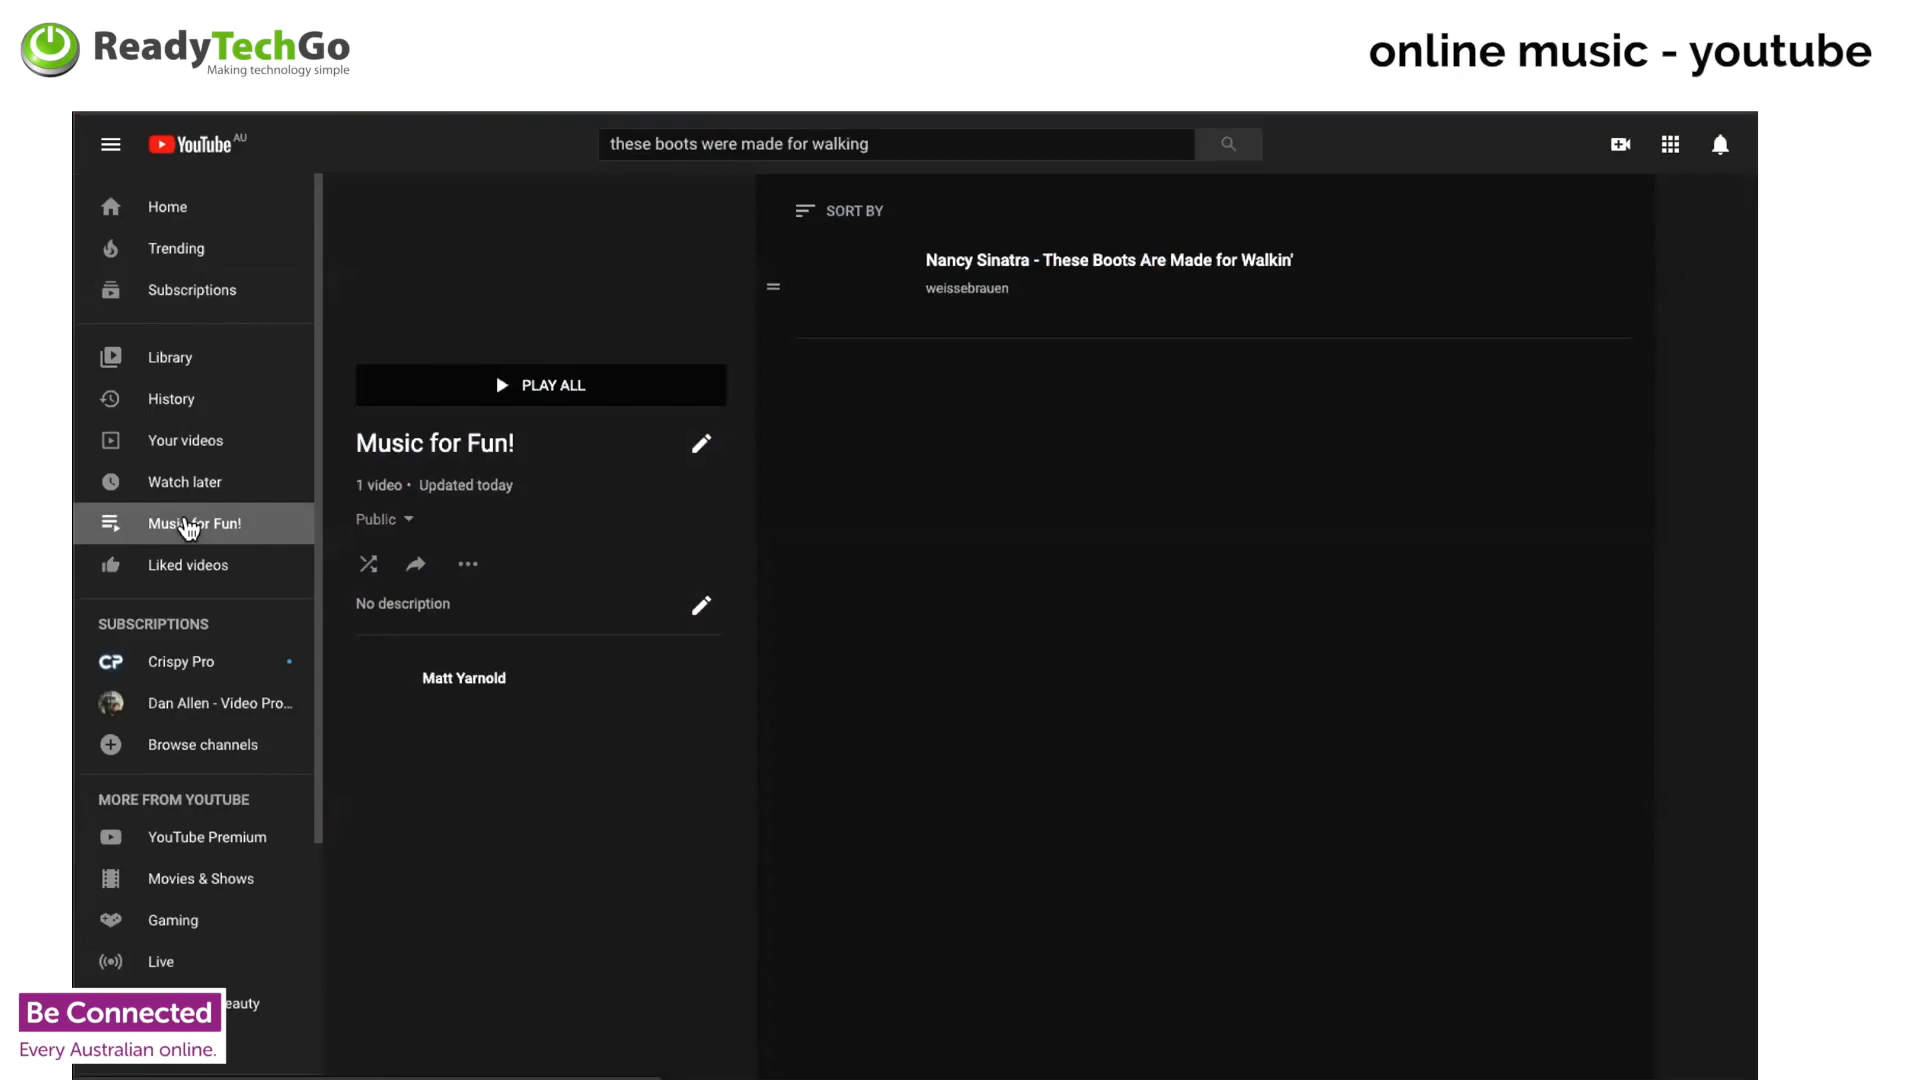 ReadyTechGo
Making technology simple
online music - youtube
YouTube AU
these boots were made for walking
Home
Trending
Subscriptions
Library
History
Your videos
Watch later
Music for Fun!
Liked videos
SUBSCRIPTIONS
CP
Crispy Pro
Dan Allen - Video Pro...
Browse channels
MORE FROM YOUTUBE
YouTube Premium
Movies & Shows
Gaming
Live
eauty
PLAY ALL
Music for Fun!
1 video • Updated today
Public
No description
Matt Yarnold
SORT BY
Nancy Sinatra - These Boots Are Made for Walkin'
weissebrauen
Be Connected
Every Australian online.